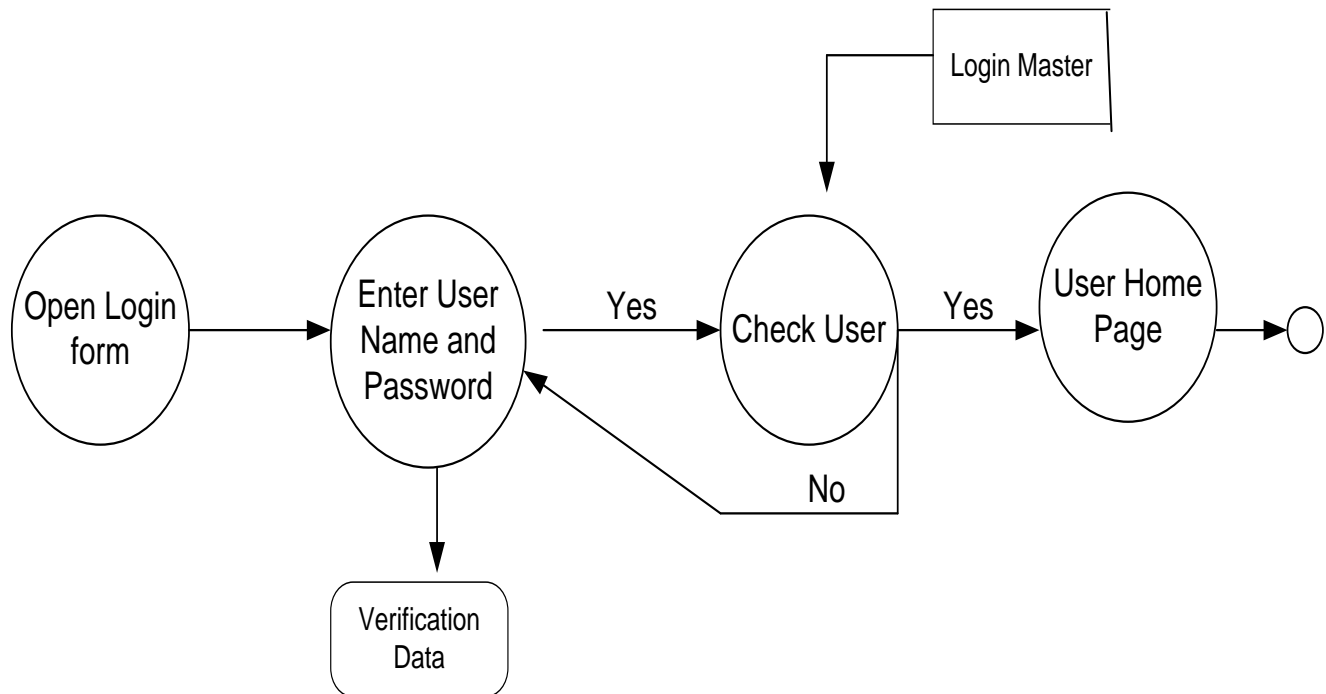 Login Master
Open Login
form
Enter User
Name and
Password
Yes
Check User
Yes
User Home
Page
No
Verification
Data